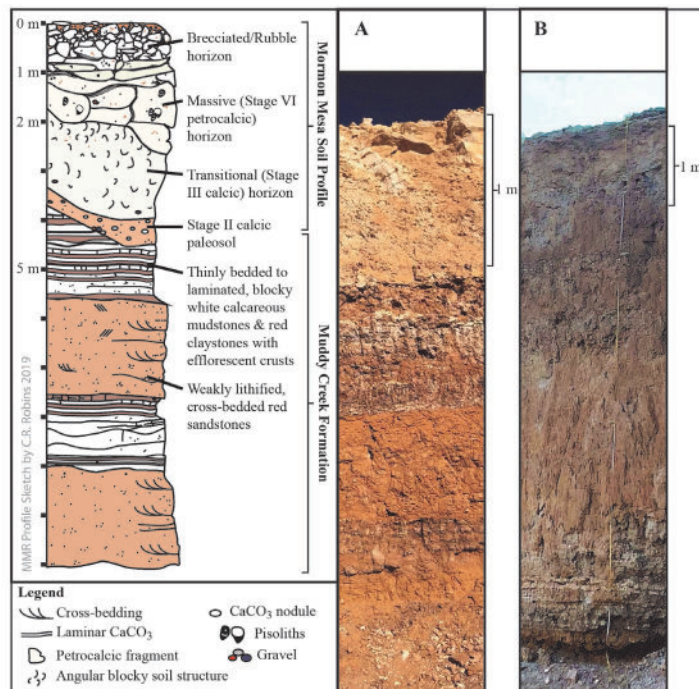 0 m
1 m
2 m
5 m
Brecciated/Rubble
horizon
Massive (Stage VI
petrocalcic)
horizon
Transitional (Stage
III calcic) horizon
Stage II calcic
paleosol
Thinly bedded to
laminated, blocky
white calcareous
mudstones & red
claystones with
efflorescent crusts
Weakly lithified,
cross-bedded red
sandstones
Mormon Mesa Soil Profile
Muddy Creek Formation
MMR Profile Sketch by C.R. Robins 2019
Legend
Cross-bedding
Laminar CaCO₃
Petrocalcic fragment
Angular blocky soil structure
CaCO₃ nodule
Pisoliths
Gravel
A
1 m
B
1 m